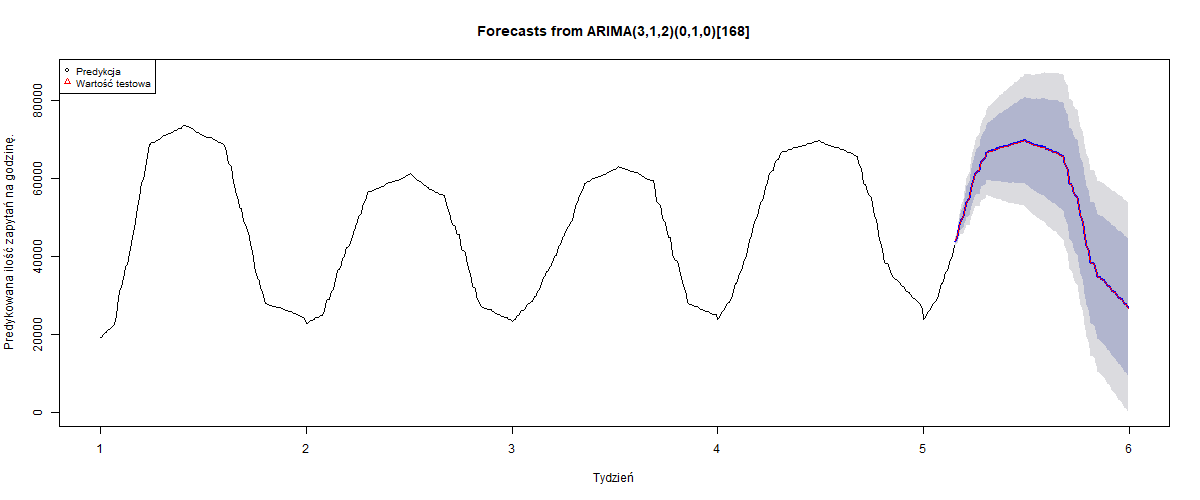 Forecasts from ARIMA(3,1,2)(0,1,0)[168]
Predykcja
Wartość testowa
Predykowana ilość zapytań na godzinę.
80000
60000
40000
20000
0
1 2 3 4 5 6
Tydzień